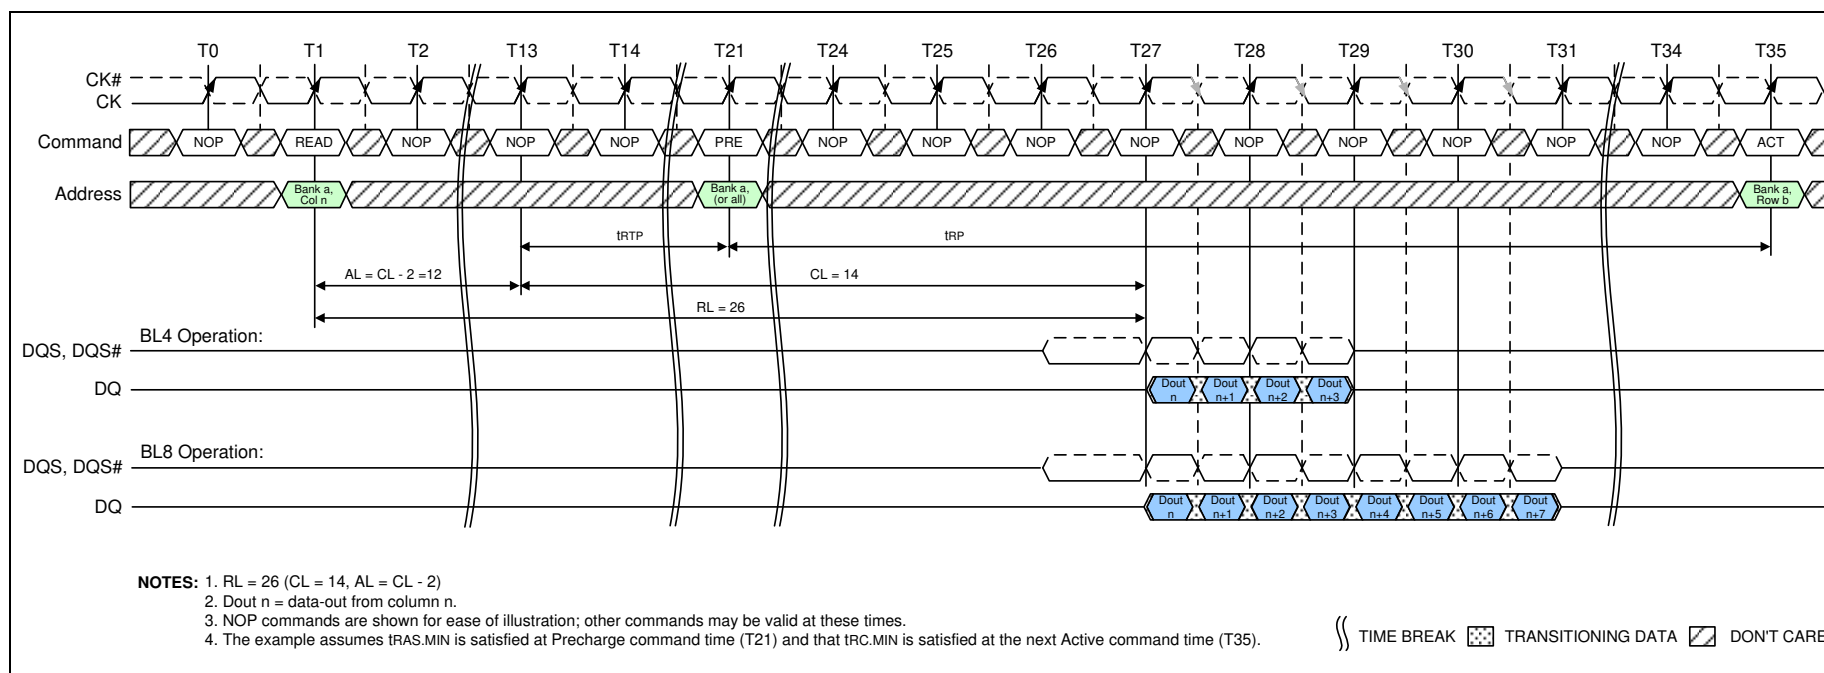 T0 T1 T2 T13 T14 T21 T24 T25 T26 T27 T28 T29 T30 T31 T34 T35
CK#
CK
Command NOP READ NOP NOP NOP PRE NOP NOP NOP NOP NOP NOP NOP NOP NOP ACT
Address Bank a, Col n Bank a, (or all) Bank a, Row b
tRTP tRP
AL = CL - 2 =12 CL = 14
RL = 26
BL4 Operation:
DQS, DQS#
DQ Dout n Dout n+1 Dout n+2 Dout n+3
BL8 Operation:
DQS, DQS#
DQ Dout n Dout n+1 Dout n+2 Dout n+3 Dout n+4 Dout n+5 Dout n+6 Dout n+7
NOTES: 1. RL = 26 (CL = 14, AL = CL - 2)
2. Dout n = data-out from column n.
3. NOP commands are shown for ease of illustration; other commands may be valid at these times.
4. The example assumes tRAS.MIN is satisfied at Precharge command time (T21) and that tRC.MIN is satisfied at the next Active command time (T35).
TIME BREAK TRANSITIONING DATA DON'T CARE